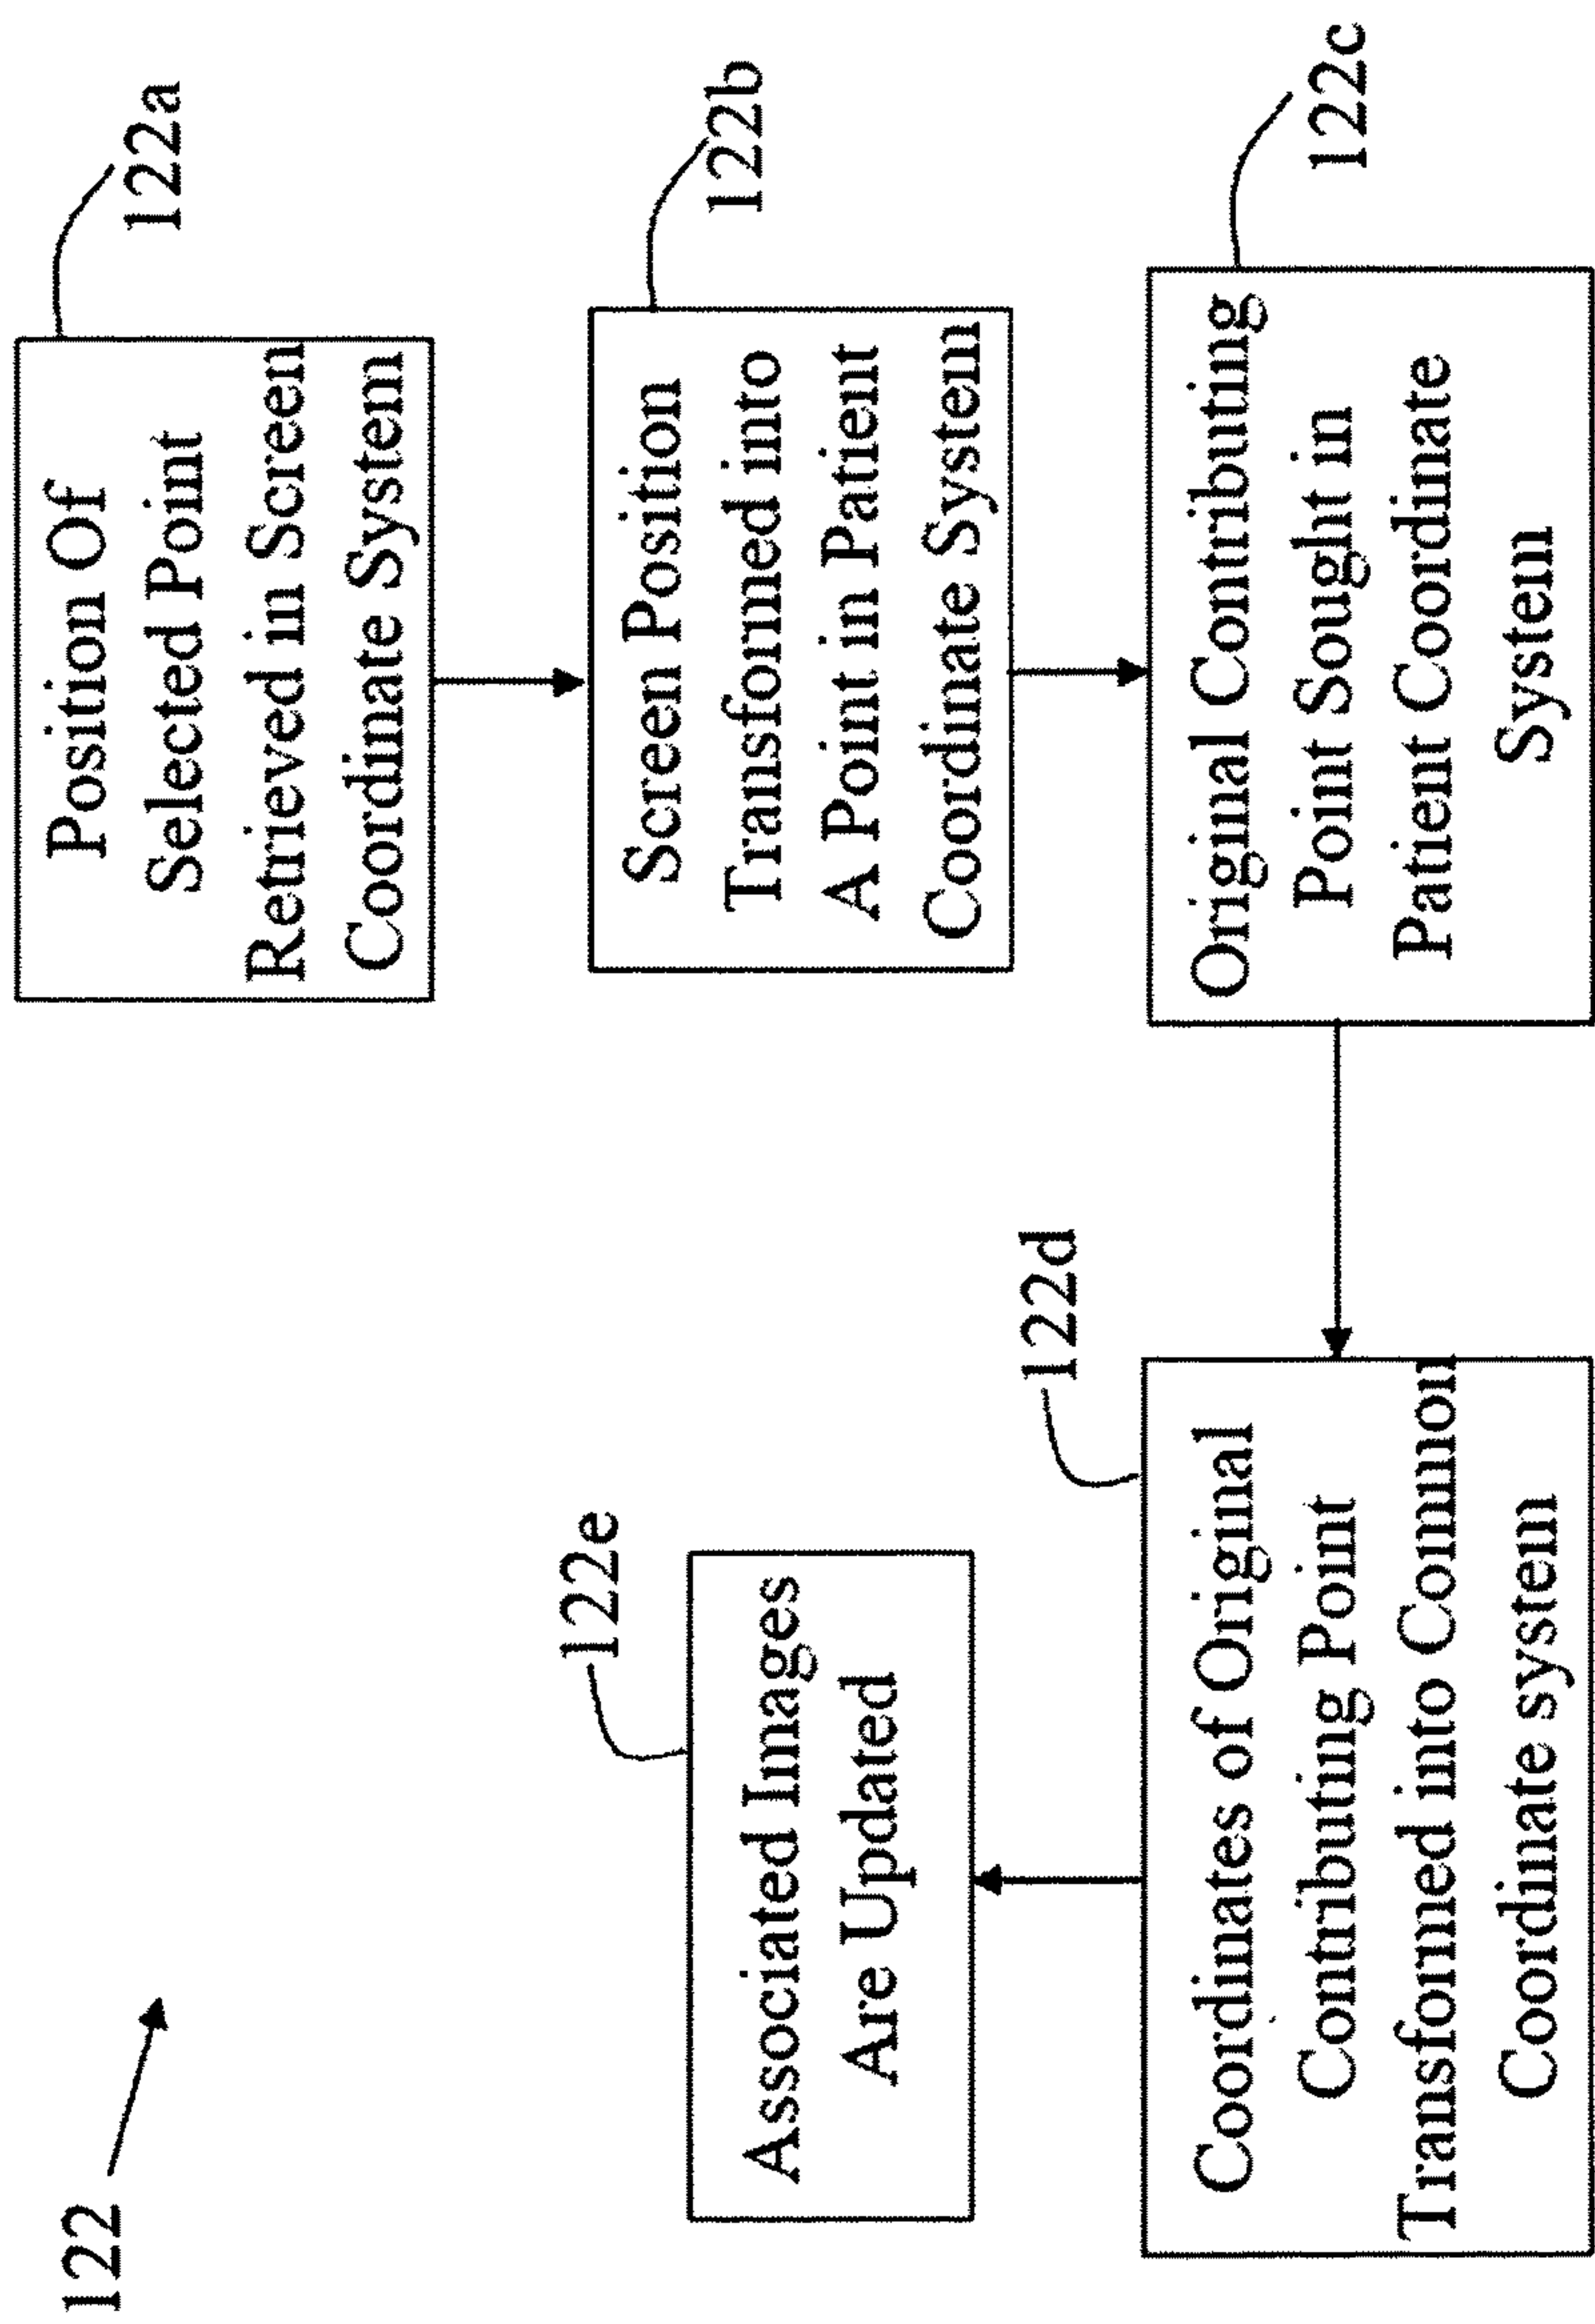 122
Position Of
Selected Point
Retrieved in Screen
Coordinate System
122a
Screen Position
Transformed into
A Point in Patient
Coordinate System
122b
Original Contributing
Point Sought in
Patient Coordinate
System
122c
Coordinates of Original
Contributing Point
Transformed into Common
Coordinate system
122d
Associated Images
Are Updated
122e